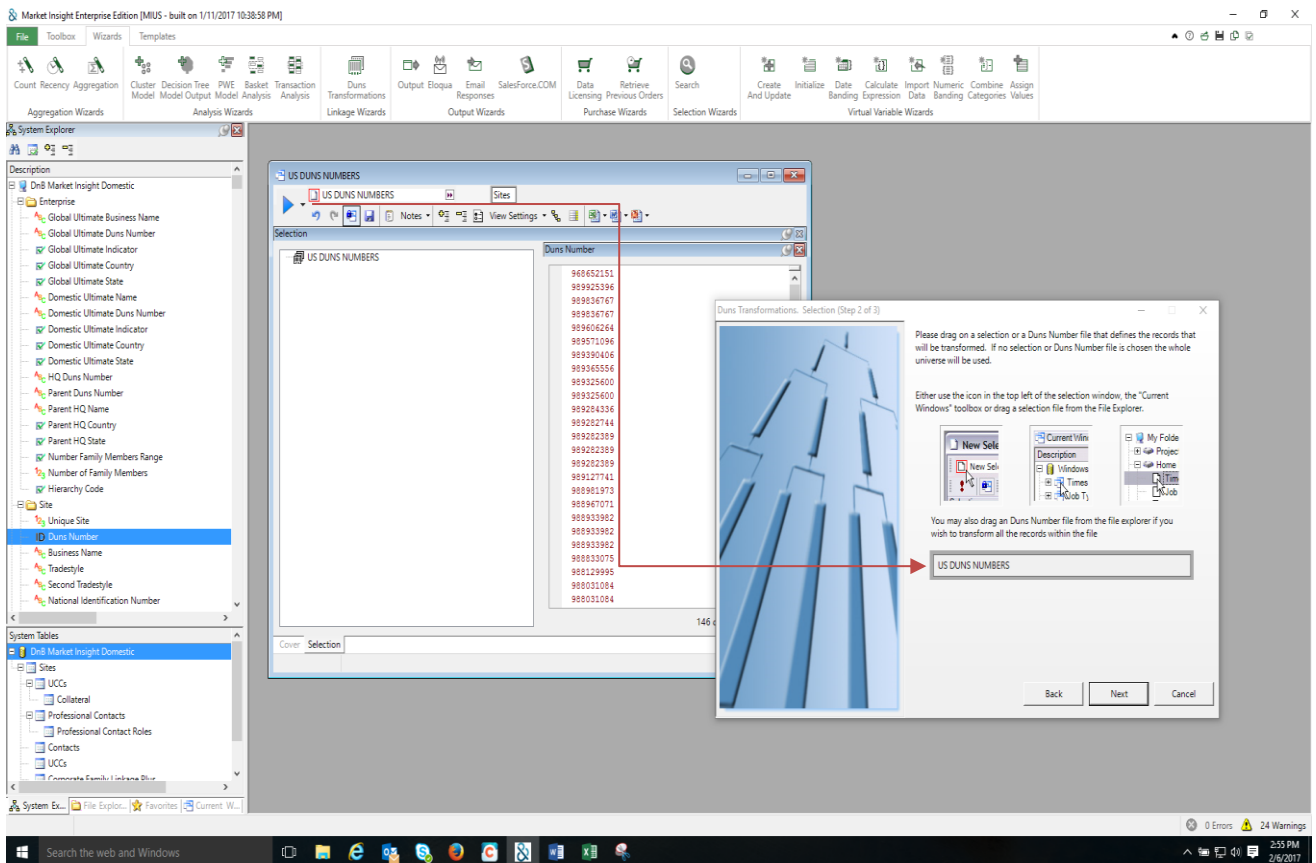 Market Insight Enterprise Edition [MIUS - built on 1/11/2017 10:38:58 PM]
File Toolbox Wizards Templates
Count Recency Aggregation Cluster Model Decision Tree Model Output PWE Model Basket Analysis Transaction Analysis Duns Transformations Output Eloqua Email Responses SalesForce.COM Data Licensing Retrieve Previous Orders Search Create And Update Initialize Date Banding Calculate Expression Import Data Numeric Banding Combine Categories Assign Values
Aggregation Wizards Analysis Wizards Linkage Wizards Output Wizards Purchase Wizards Selection Wizards Virtual Variable Wizards
System Explorer
Description
DnB Market Insight Domestic
Enterprise
Global Ultimate Business Name
Global Ultimate Duns Number
Global Ultimate Indicator
Global Ultimate Country
Global Ultimate State
Domestic Ultimate Name
Domestic Ultimate Duns Number
Domestic Ultimate Indicator
Domestic Ultimate Country
Domestic Ultimate State
HQ Duns Number
Parent Duns Number
Parent HQ Name
Parent HQ Country
Parent HQ State
Number Family Members Range
Number of Family Members
Hierarchy Code
Site
Unique Site
ID Duns Number
Business Name
Tradestyle
Second Tradestyle
National Identification Number
System Tables
DnB Market Insight Domestic
Sites
UCCs
Collateral
Professional Contacts
Professional Contact Roles
Contacts
UCCs
Corporate Family Linkage Plus
System Ex... File Explor... Favorites Current W...
US DUNS NUMBERS
US DUNS NUMBERS Sites
Notes View Settings
Selection
US DUNS NUMBERS
Duns Number
968652151
989925396
989836767
989836767
989606264
989571096
989390406
989365556
989325600
989325600
989284336
989282744
989282389
989282389
989282389
989127741
988981973
988967071
988933982
988933982
988933982
988833075
988129995
988031084
988031084
146
Cover Selection
Duns Transformations. Selection (Step 2 of 3)
Please drag on a selection or a Duns Number file that defines the records that
will be transformed. If no selection or Duns Number file is chosen the whole
universe will be used.
Either use the icon in the top left of the selection window, the "Current
Windows" toolbox or drag a selection file from the File Explorer.
New Sele
New Sel
Current Win
Description
Windows
Times
Job Ty
My Folde
Projec
Home
Tim
Job
You may also drag an Duns Number file from the file explorer if you
wish to transform all the records within the file
US DUNS NUMBERS
Back Next Cancel
0 Errors 24 Warnings
Search the web and Windows
2:55 PM
2/6/2017